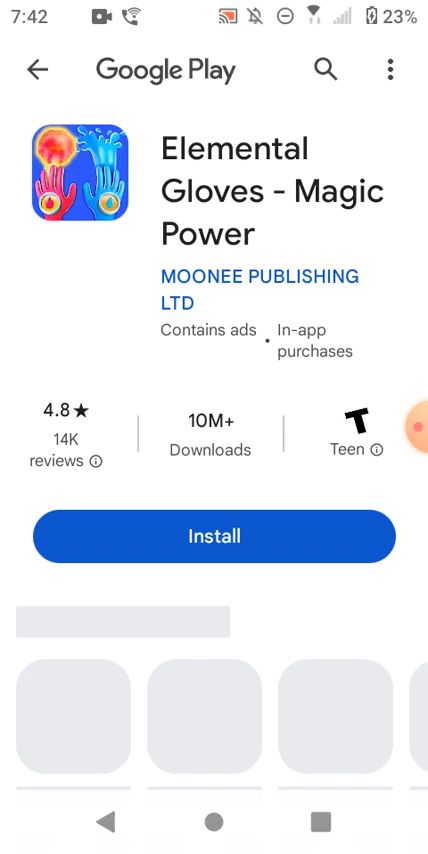 7:42
23%
Google Play
Elemental
Gloves - Magic
Power
MOONEE PUBLISHING
LTD
Contains ads • In-app
purchases
4.8★
14K
reviews
10M+
Downloads
T
Teen
Install